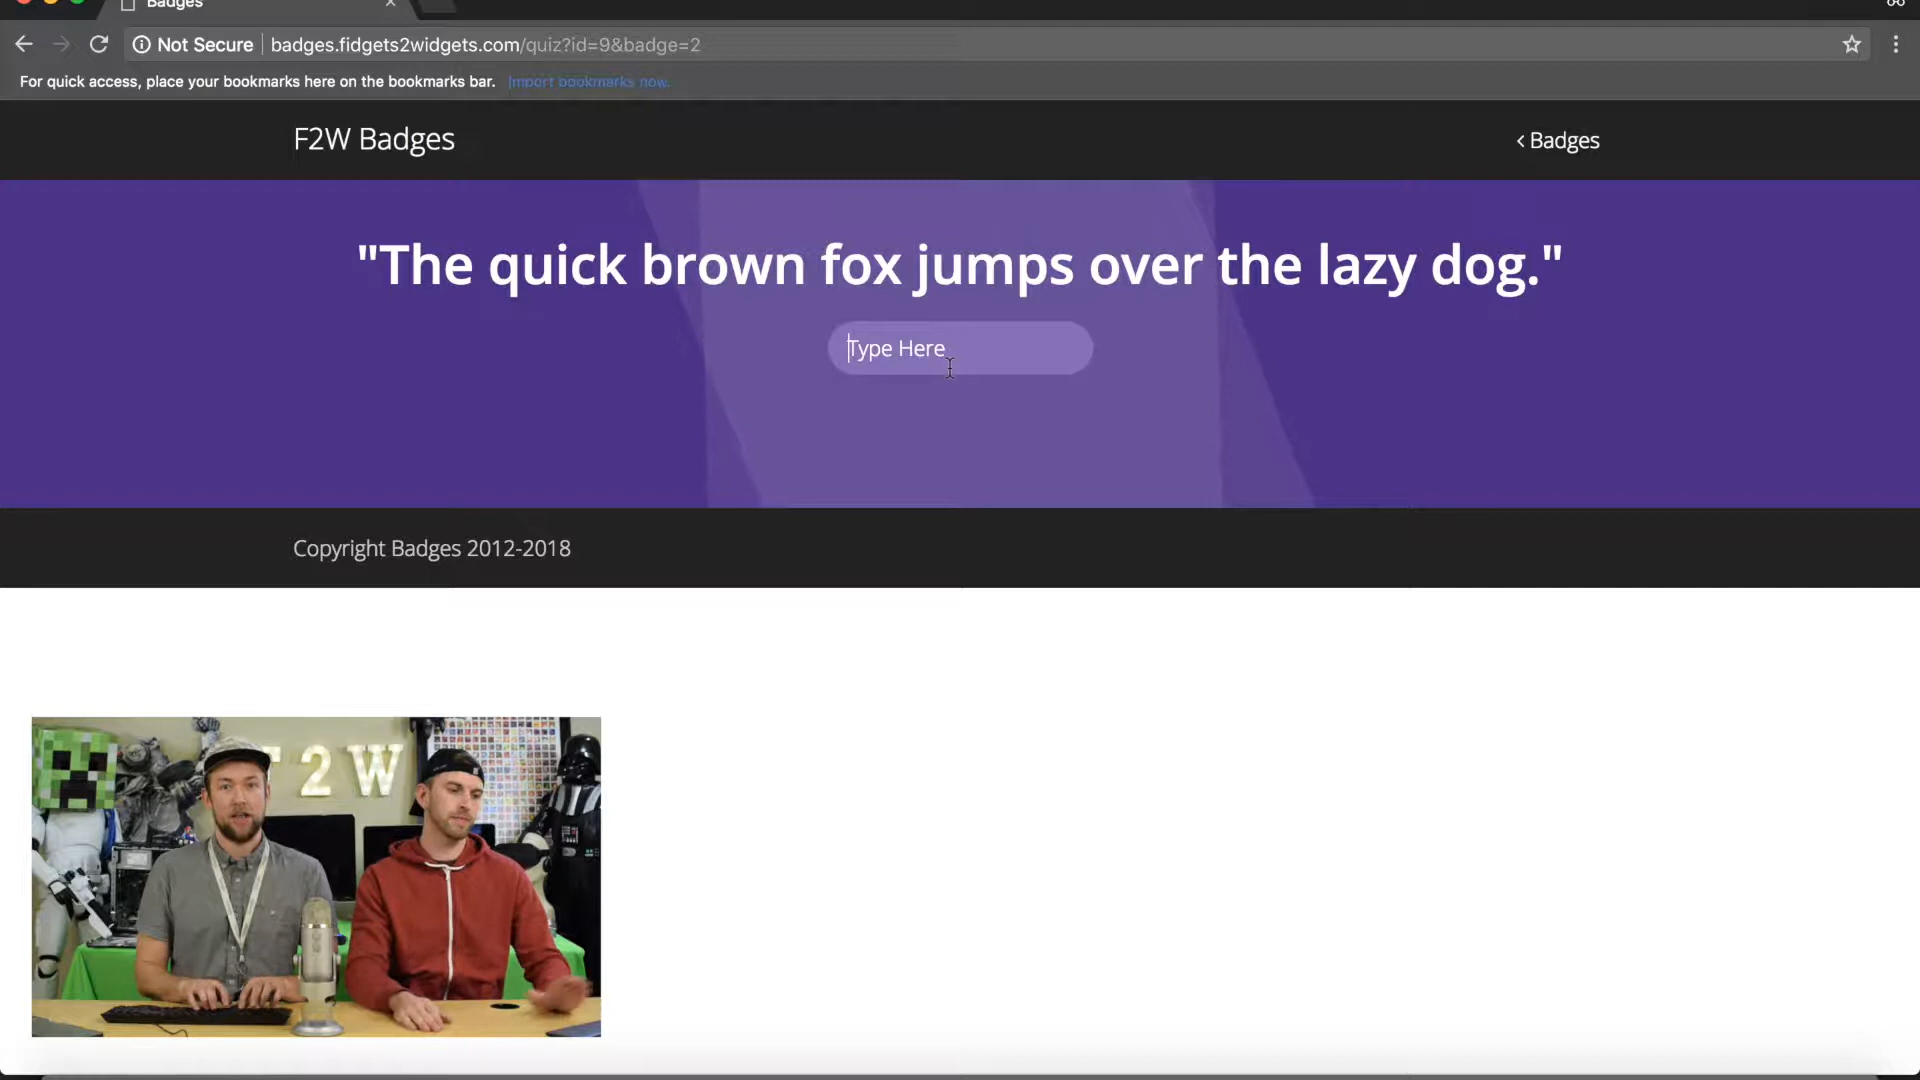 Badges
Not Secure
badges.fidgets2widgets.com/quiz?id=9&badge=2
For quick access, place your bookmarks here on the bookmarks bar. Import bookmarks now.
F2W Badges
< Badges
"The quick brown fox jumps over the lazy dog."
Type Here
Copyright Badges 2012-2018
2W